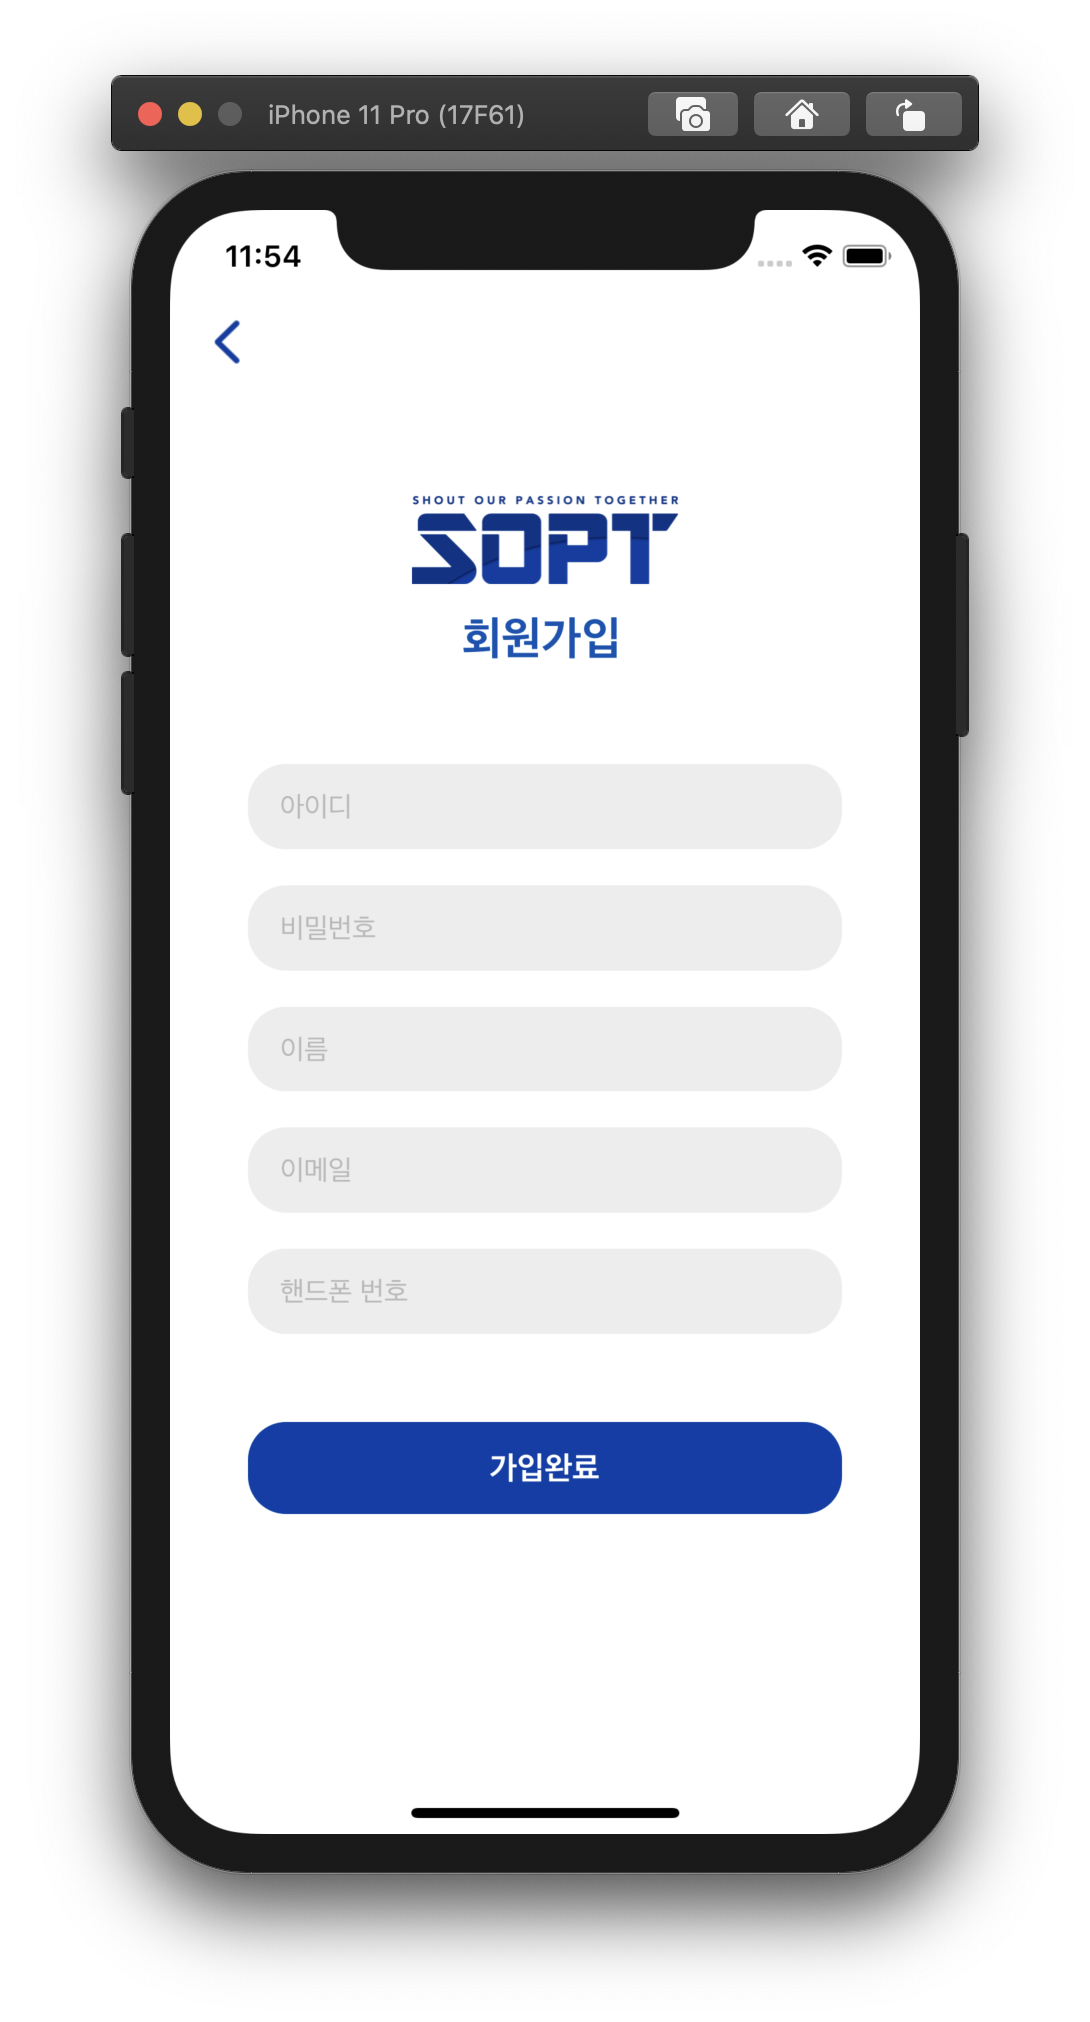 iPhone 11 Pro (17F61)
11:54
SHOUT OUR PASSION TOGETHER
SOPT
회원가입
아이디
비밀번호
이름
이메일
핸드폰 번호
가입완료